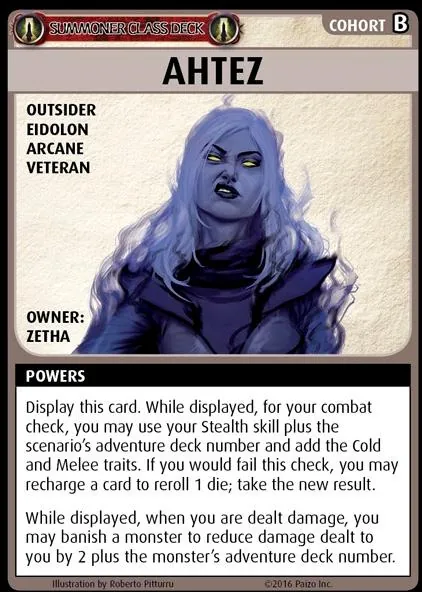 SUMMONER CLASS DECK
COHORT B
AHTEZ
OUTSIDER
EIDOLON
ARCANE
VETERAN
OWNER:
ZETHA
POWERS
Display this card. While displayed, for your combat
check, you may use your Stealth skill plus the
scenario's adventure deck number and add the Cold
and Melee traits. If you would fail this check, you may
recharge a card to reroll 1 die; take the new result.
While displayed, when you are dealt damage, you
may banish a monster to reduce damage dealt to
you by 2 plus the monster's adventure deck number.
Illustration by Roberto Pitturru
©2016 Paizo Inc.